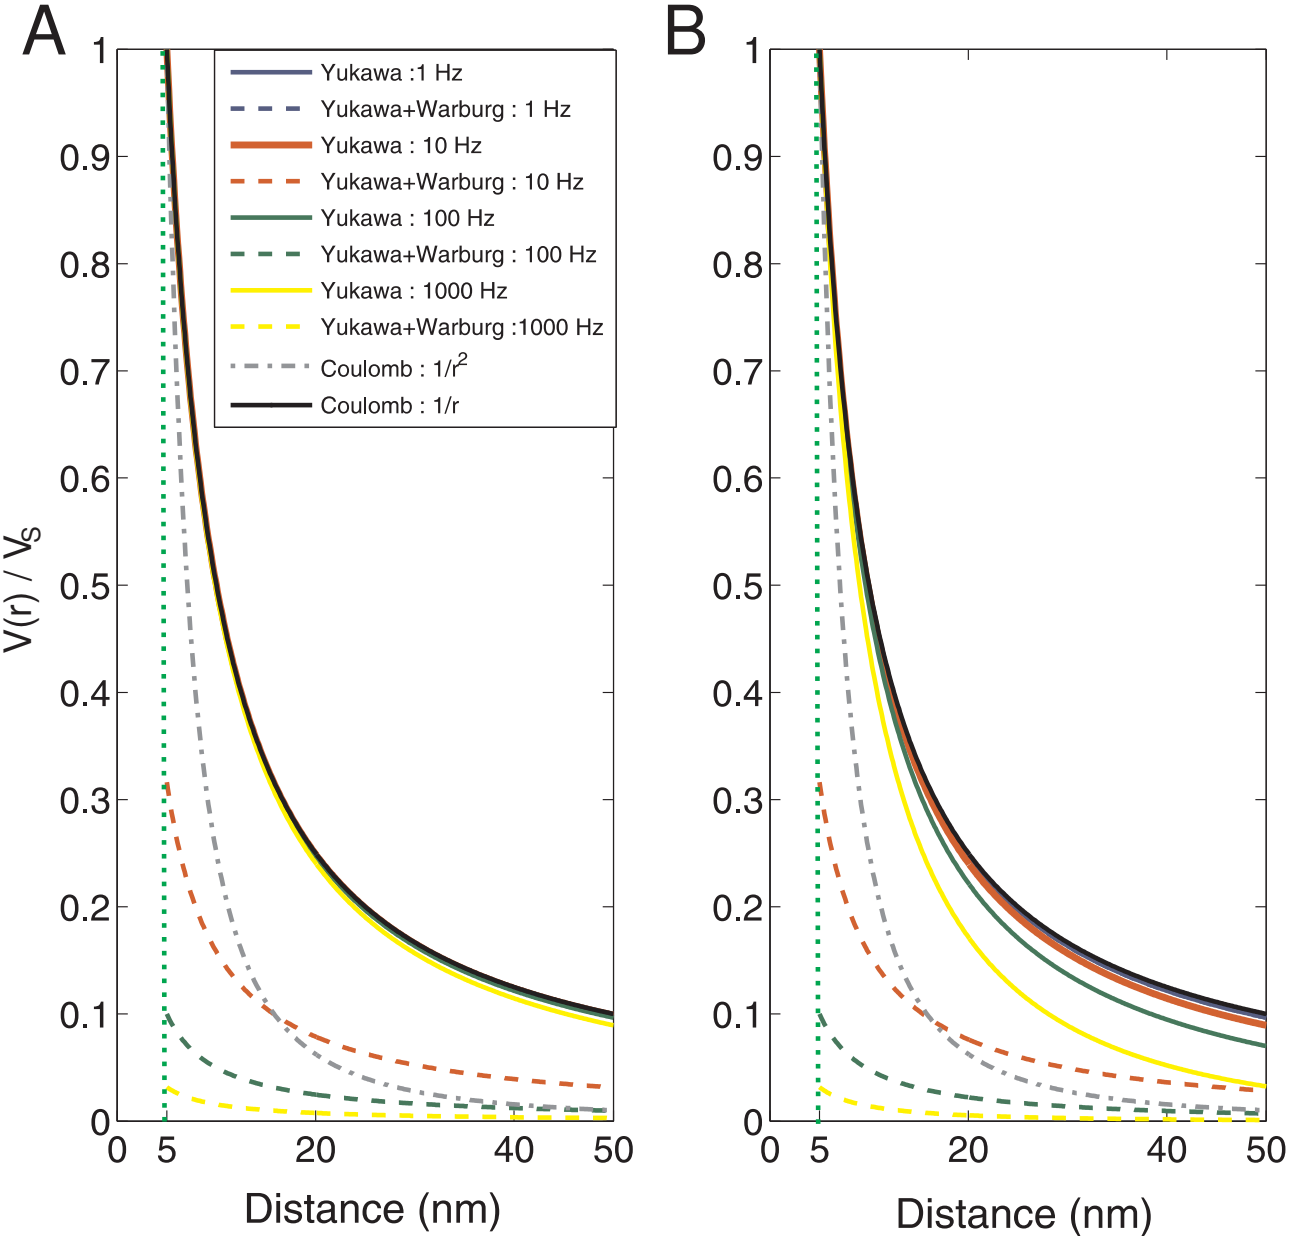 A
B
1
0.9
0.8
0.7
0.6
0.5
0.4
0.3
0.2
0.1
0
V(r) / V_S
Yukawa :1 Hz
Yukawa+Warburg : 1 Hz
Yukawa : 10 Hz
Yukawa+Warburg : 10 Hz
Yukawa : 100 Hz
Yukawa+Warburg : 100 Hz
Yukawa : 1000 Hz
Yukawa+Warburg :1000 Hz
Coulomb : 1/r²
Coulomb : 1/r
0 5 20 40 50
Distance (nm)
1
0.9
0.8
0.7
0.6
0.5
0.4
0.3
0.2
0.1
0
0 5 20 40 50
Distance (nm)